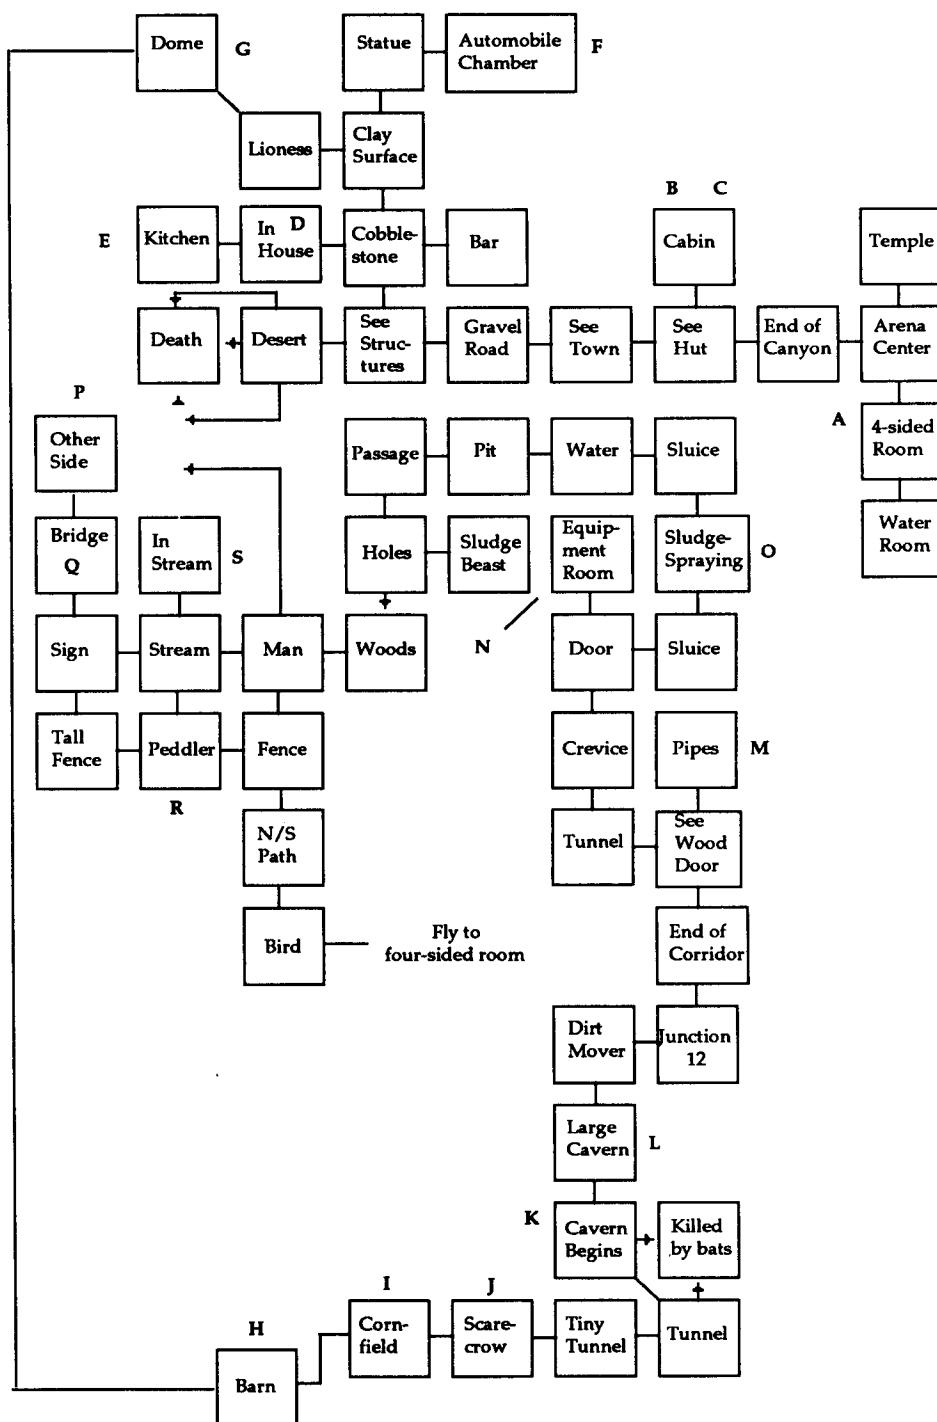 Dome
G
Statue
Automobile
Chamber
F
Lioness
Clay
Surface
B
C
E
Kitchen
In
D
House
Cobble-
stone
Bar
Cabin
Temple
Death
Desert
See
Struc-
tures
Gravel
Road
See
Town
See
Hut
End of
Canyon
Arena
Center
P
Other
Side
Passage
Pit
Water
Sluice
A
4-sided
Room
Bridge
Q
In
Stream
S
Holes
Sludge
Beast
Equip-
ment
Room
Sludge-
Spraying
O
Water
Room
Sign
Stream
Man
Woods
N
Door
Sluice
Tall
Fence
Peddler
Fence
Crevice
Pipes
M
R
N/S
Path
Tunnel
See
Wood
Door
Bird
Fly to
four-sided room
End of
Corridor
Dirt
Mover
Junction
12
Large
Cavern
L
K
Cavern
Begins
Killed
by bats
I
J
H
Corn-
field
Scare-
crow
Tiny
Tunnel
Tunnel
Barn